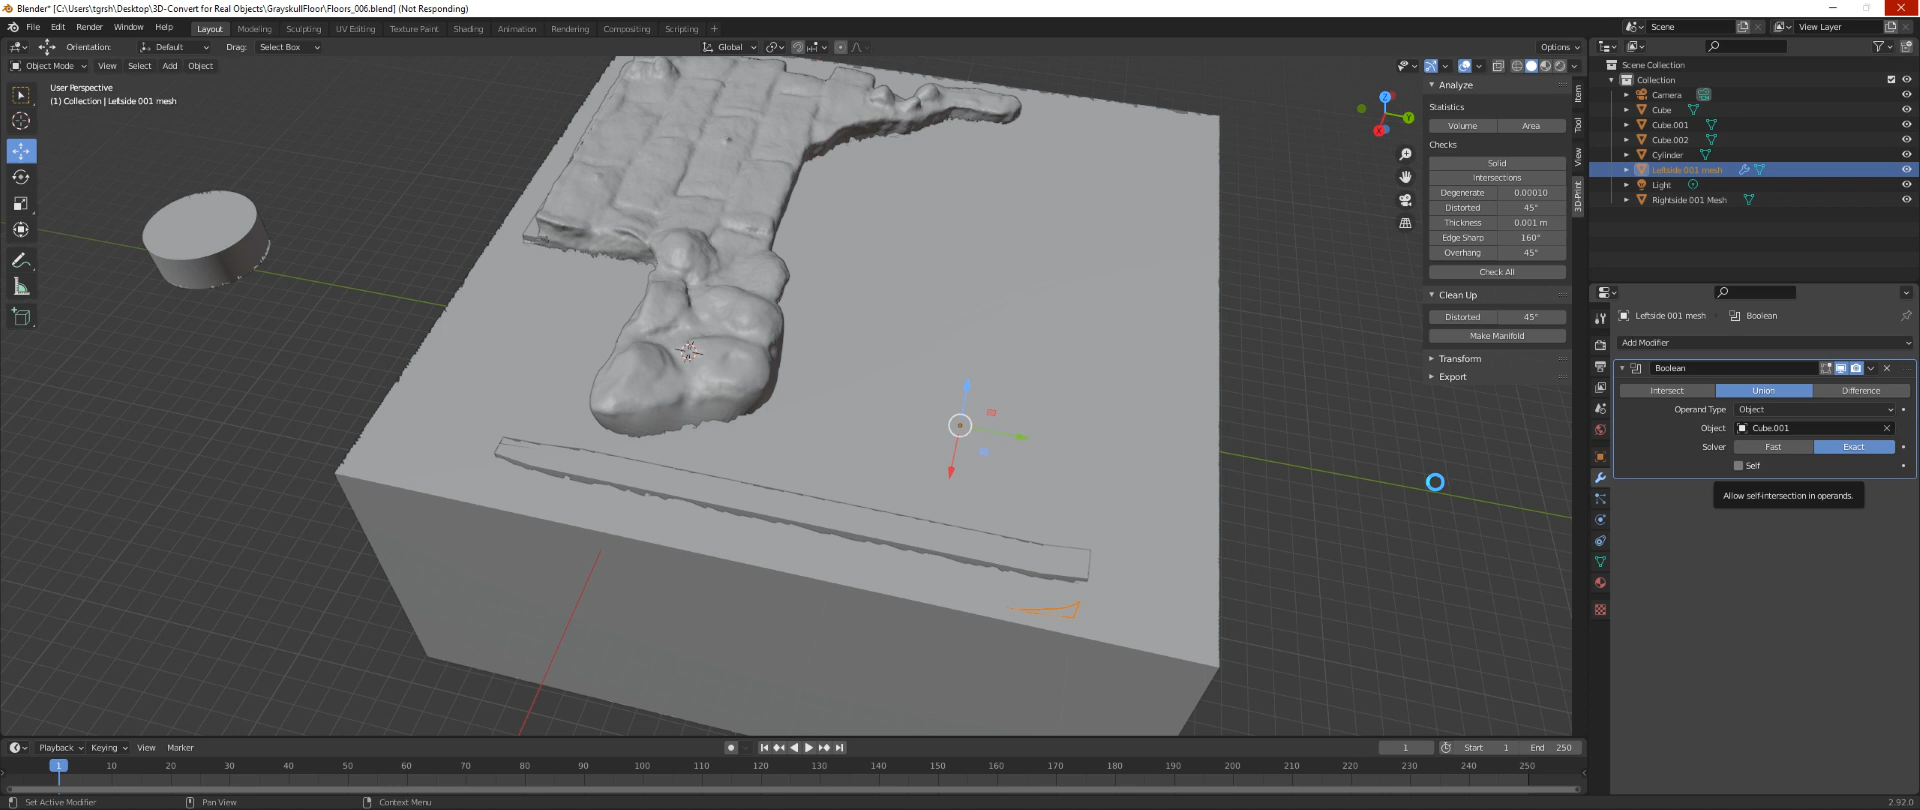 Blender* [C:\Users\tgrsh\Desktop\3D-Convert for Real Objects\GrayskullFloor\Floors_006.blend] (Not Responding)
File Edit Render Window Help
Layout Modeling Sculpting UV Editing Texture Paint Shading Animation Rendering Compositing Scripting +
Scene View Layer
Orientation: Default Drag: Select Box Global Options
Object Mode View Select Add Object
User Perspective
(1) Collection | Leftside 001 mesh
Z
Y
X
Analyze
Statistics
Volume Area
Checks
Solid
Intersections
Degenerate 0.00010
Distorted 45°
Thickness 0.001 m
Edge Sharp 160°
Overhang 45°
Check All
Clean Up
Distorted 45°
Make Manifold
Transform
Export
Item
Tool
View
3D-Print
Scene Collection
Collection
Camera
Cube
Cube.001
Cube.002
Cylinder
Leftside 001 mesh
Light
Rightside 001 Mesh
Leftside 001 mesh Boolean
Add Modifier
Boolean
Intersect Union Difference
Operand Type Object
Object Cube.001
Solver Fast Exact
Self
Allow self-intersection in operands.
Playback Keying View Marker 1 Start 1 End 250
1 10 20 30 40 50 60 70 80 90 100 110 120 130 140 150 160 170 180 190 200 210 220 230 240 250
Set Active Modifier Pan View Context Menu 2.92.0